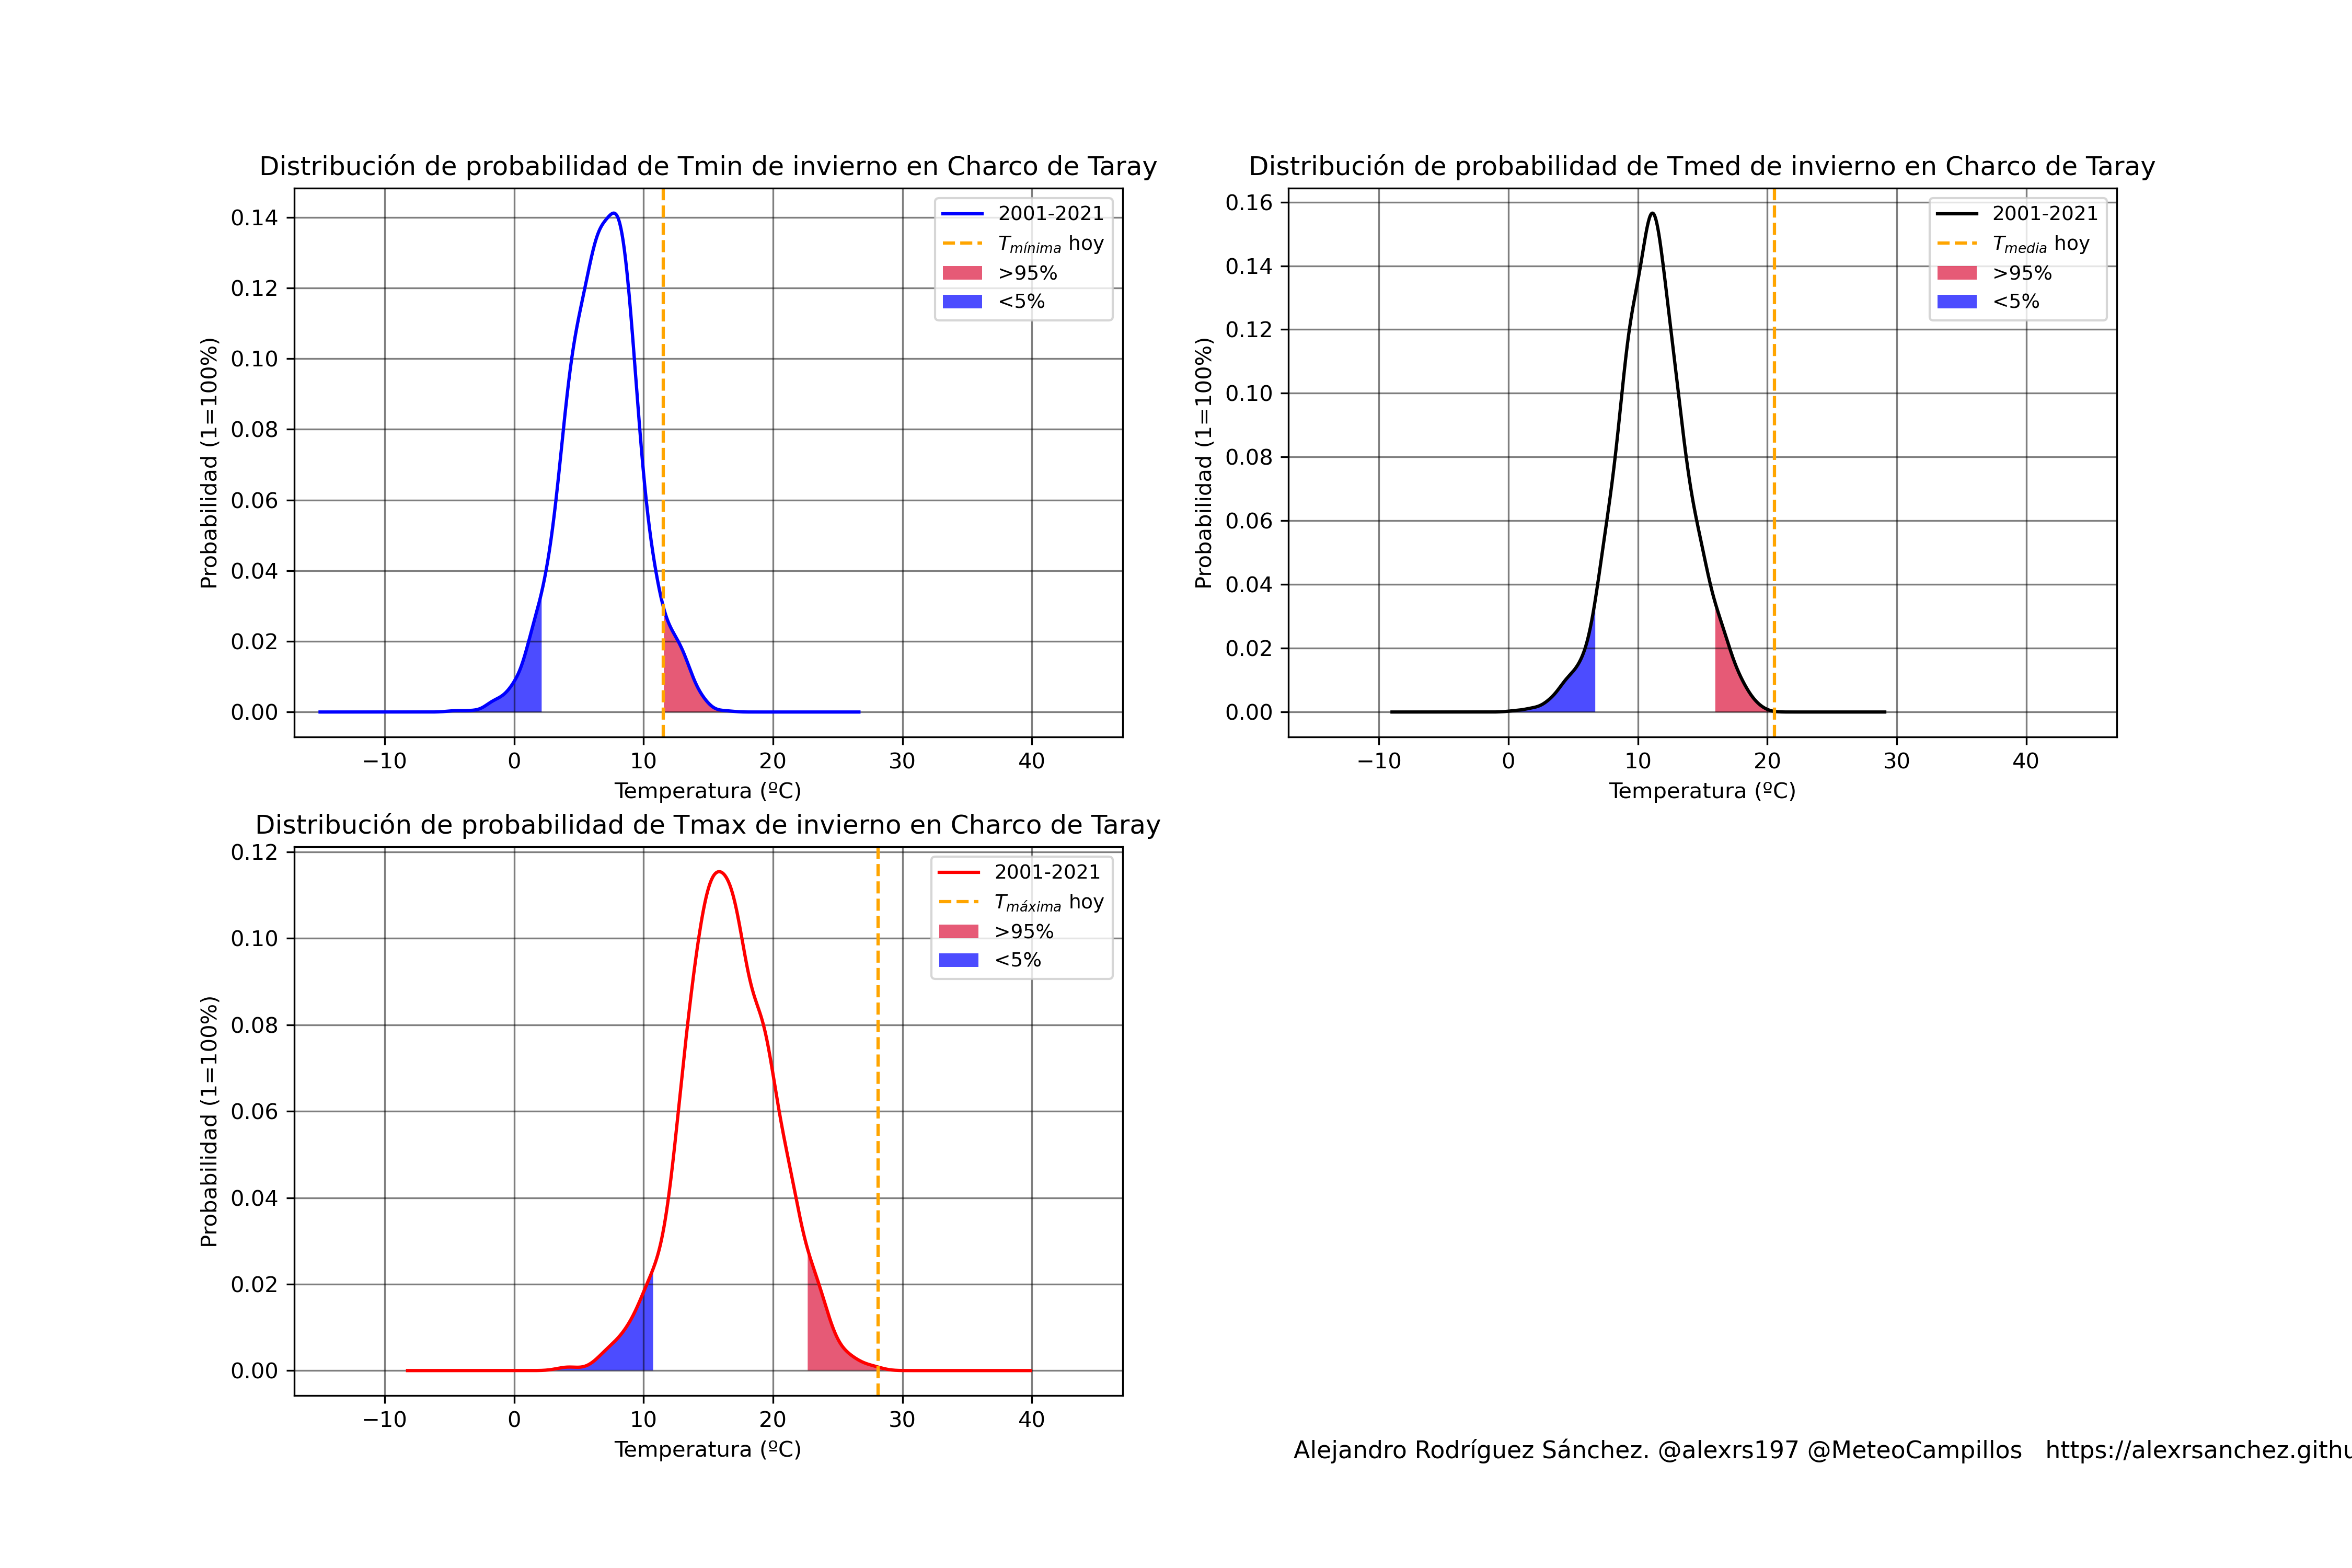 Distribución de probabilidad de Tmin de invierno en Charco de Taray
0.14
0.12
0.10
0.08
0.06
0.04
0.02
0.00
Probabilidad (1=100%)
2001-2021
Tmínima hoy
>95%
<5%
−10 0 10 20 30 40
Temperatura (ºC)
Distribución de probabilidad de Tmed de invierno en Charco de Taray
0.16
0.14
0.12
0.10
0.08
0.06
0.04
0.02
0.00
Probabilidad (1=100%)
2001-2021
Tmedia hoy
>95%
<5%
−10 0 10 20 30 40
Temperatura (ºC)
Distribución de probabilidad de Tmax de invierno en Charco de Taray
0.12
0.10
0.08
0.06
0.04
0.02
0.00
Probabilidad (1=100%)
2001-2021
Tmáxima hoy
>95%
<5%
−10 0 10 20 30 40
Temperatura (ºC)
Alejandro Rodríguez Sánchez. @alexrs197 @MeteoCampillos https://alexrsanchez.githu